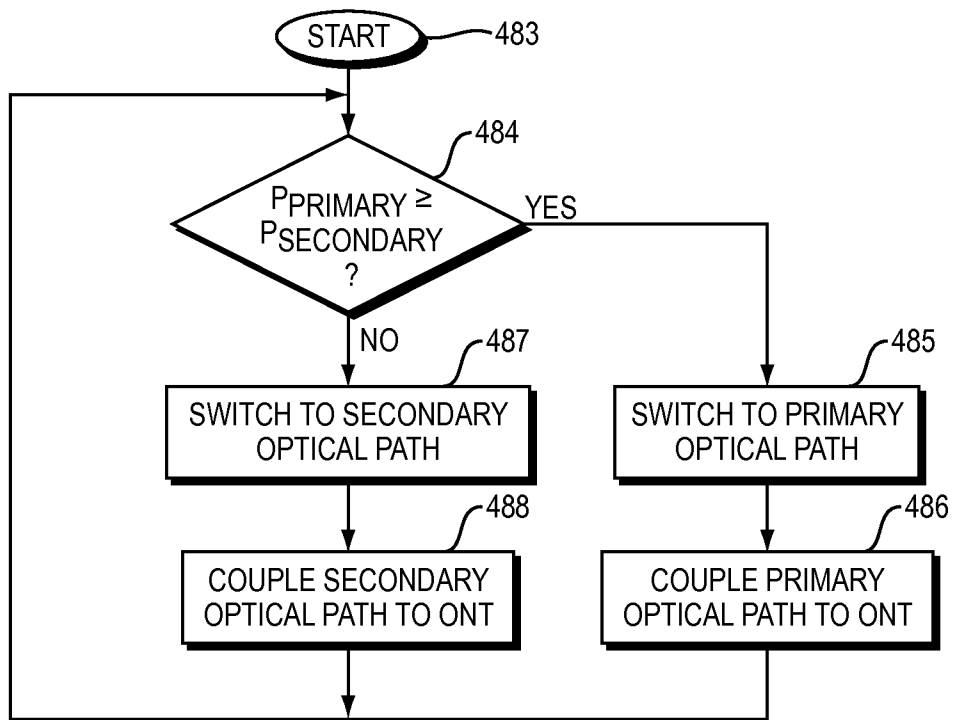 START
483
484
PPRIMARY ≥
PSECONDARY
?
YES
NO
487
485
SWITCH TO SECONDARY
OPTICAL PATH
SWITCH TO PRIMARY
OPTICAL PATH
488
486
COUPLE SECONDARY
OPTICAL PATH TO ONT
COUPLE PRIMARY
OPTICAL PATH TO ONT